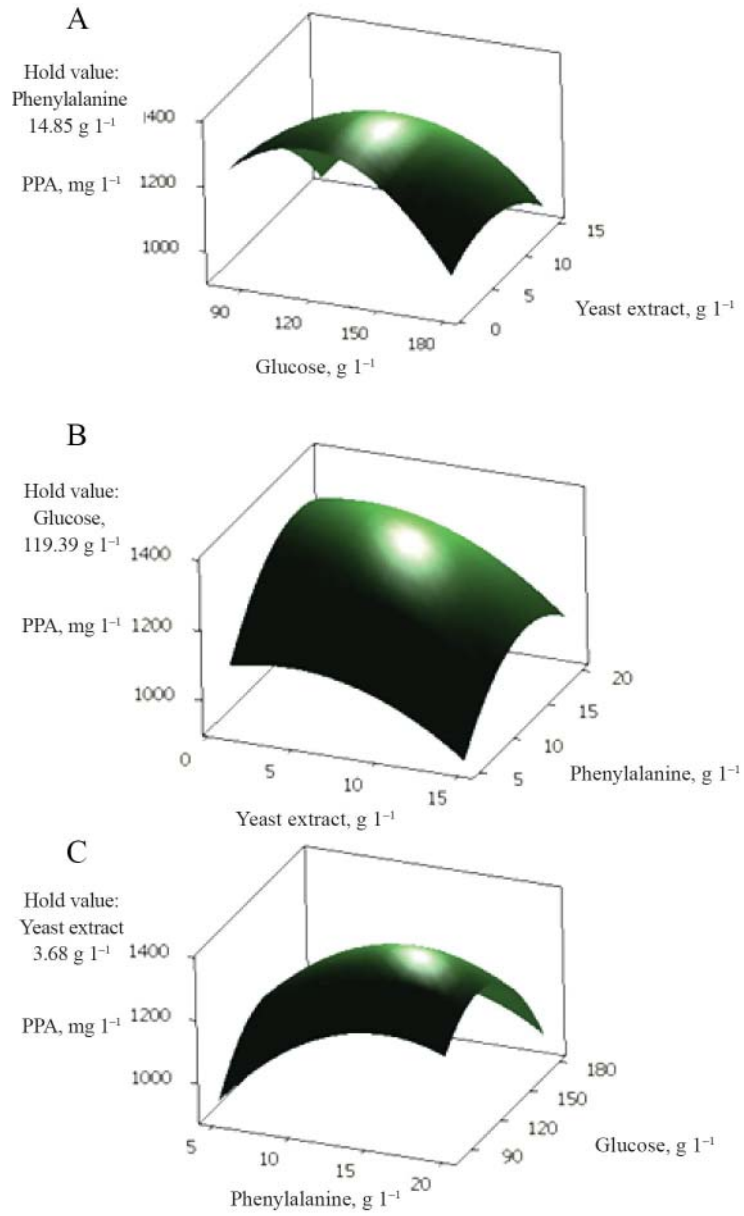 A
Hold value:
Phenylalanine
14.85 g l⁻¹
PPA, mg l⁻¹
1400
1200
1000
90
120
150
180
0
5
10
15
Glucose, g l⁻¹
Yeast extract, g l⁻¹
B
Hold value:
Glucose,
119.39 g l⁻¹
PPA, mg l⁻¹
1400
1200
1000
0
5
10
15
5
10
15
20
Yeast extract, g l⁻¹
Phenylalanine, g l⁻¹
C
Hold value:
Yeast extract
3.68 g l⁻¹
PPA, mg l⁻¹
1400
1200
1000
5
10
15
20
90
120
150
180
Phenylalanine, g l⁻¹
Glucose, g l⁻¹